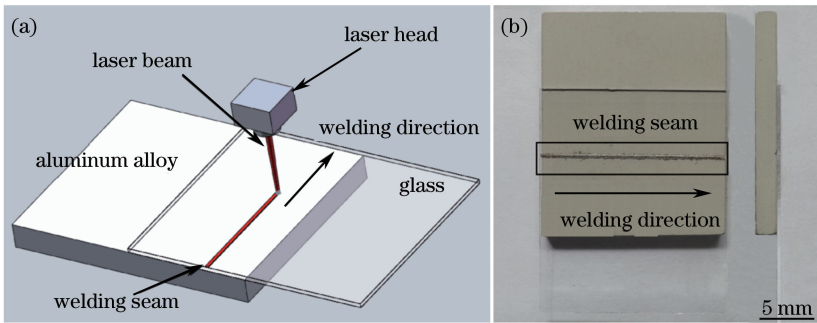 (a)
laser head
laser beam
welding direction
aluminum alloy
glass
welding seam
(b)
welding seam
welding direction
5 mm